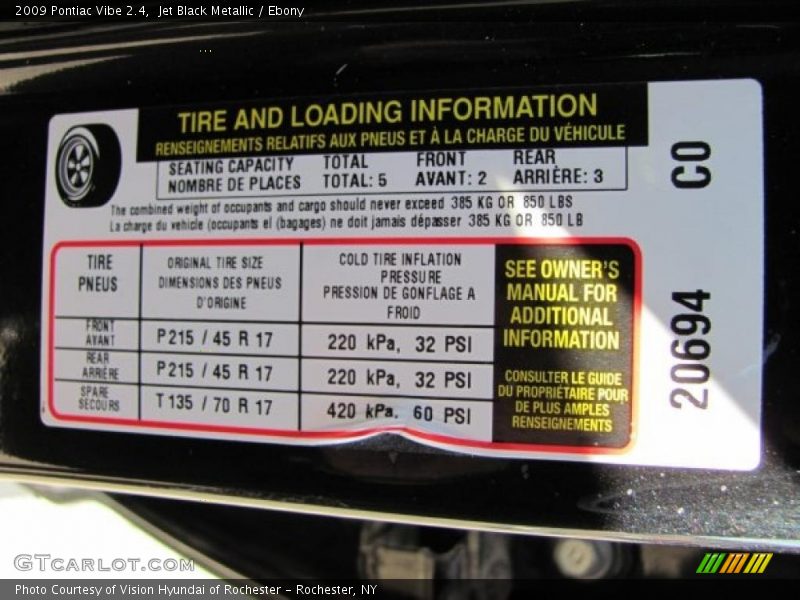 2009 Pontiac Vibe 2.4,  Jet Black Metallic / Ebony
TIRE AND LOADING INFORMATION
RENSEIGNEMENTS RELATIFS AUX PNEUS ET À LA CHARGE DU VÉHICULE
SEATING CAPACITY TOTAL FRONT REAR
NOMBRE DE PLACES TOTAL: 5 AVANT: 2 ARRIÈRE: 3
The combined weight of occupants and cargo should never exceed 385 KG OR 850 LBS
La charge du véhicle (occupants el (bagages) ne doit jamais dépasser 385 KG OR 850 LB
TIRE
PNEUS
ORIGINAL TIRE SIZE
DIMENSIONS DES PNEUS
D'ORIGINE
COLD TIRE INFLATION
PRESSURE
PRESSION DE GONFLAGE A
FROID
FRONT
AVANT
P215 / 45 R 17
220 kPa, 32 PSI
REAR
ARRIÈRE
P215 / 45 R 17
220 kPa, 32 PSI
SPARE
SECOURS
T135 / 70 R 17
420 kPa. 60 PSI
SEE OWNER'S
MANUAL FOR
ADDITIONAL
INFORMATION
CONSULTER LE GUIDE
DU PROPRIÉTAIRE POUR
DE PLUS AMPLES
RENSEIGNEMENTS
20694 CO
GTcarlot.com
Photo Courtesy of Vision Hyundai of Rochester - Rochester, NY